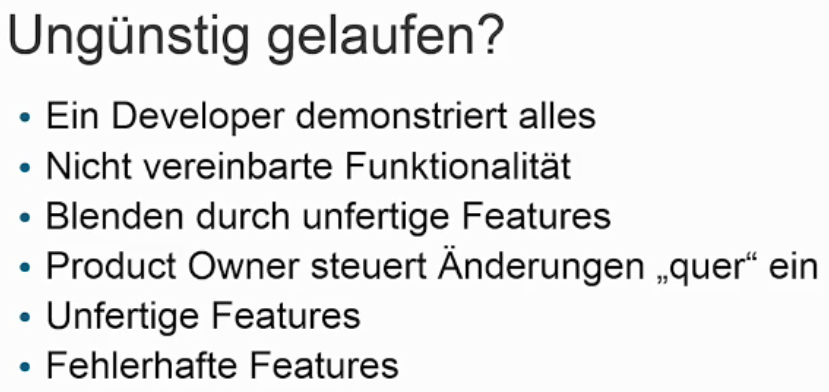 Ungünstig gelaufen?
• Ein Developer demonstriert alles
• Nicht vereinbarte Funktionalität
• Blenden durch unfertige Features
• Product Owner steuert Änderungen „quer“ ein
• Unfertige Features
• Fehlerhafte Features